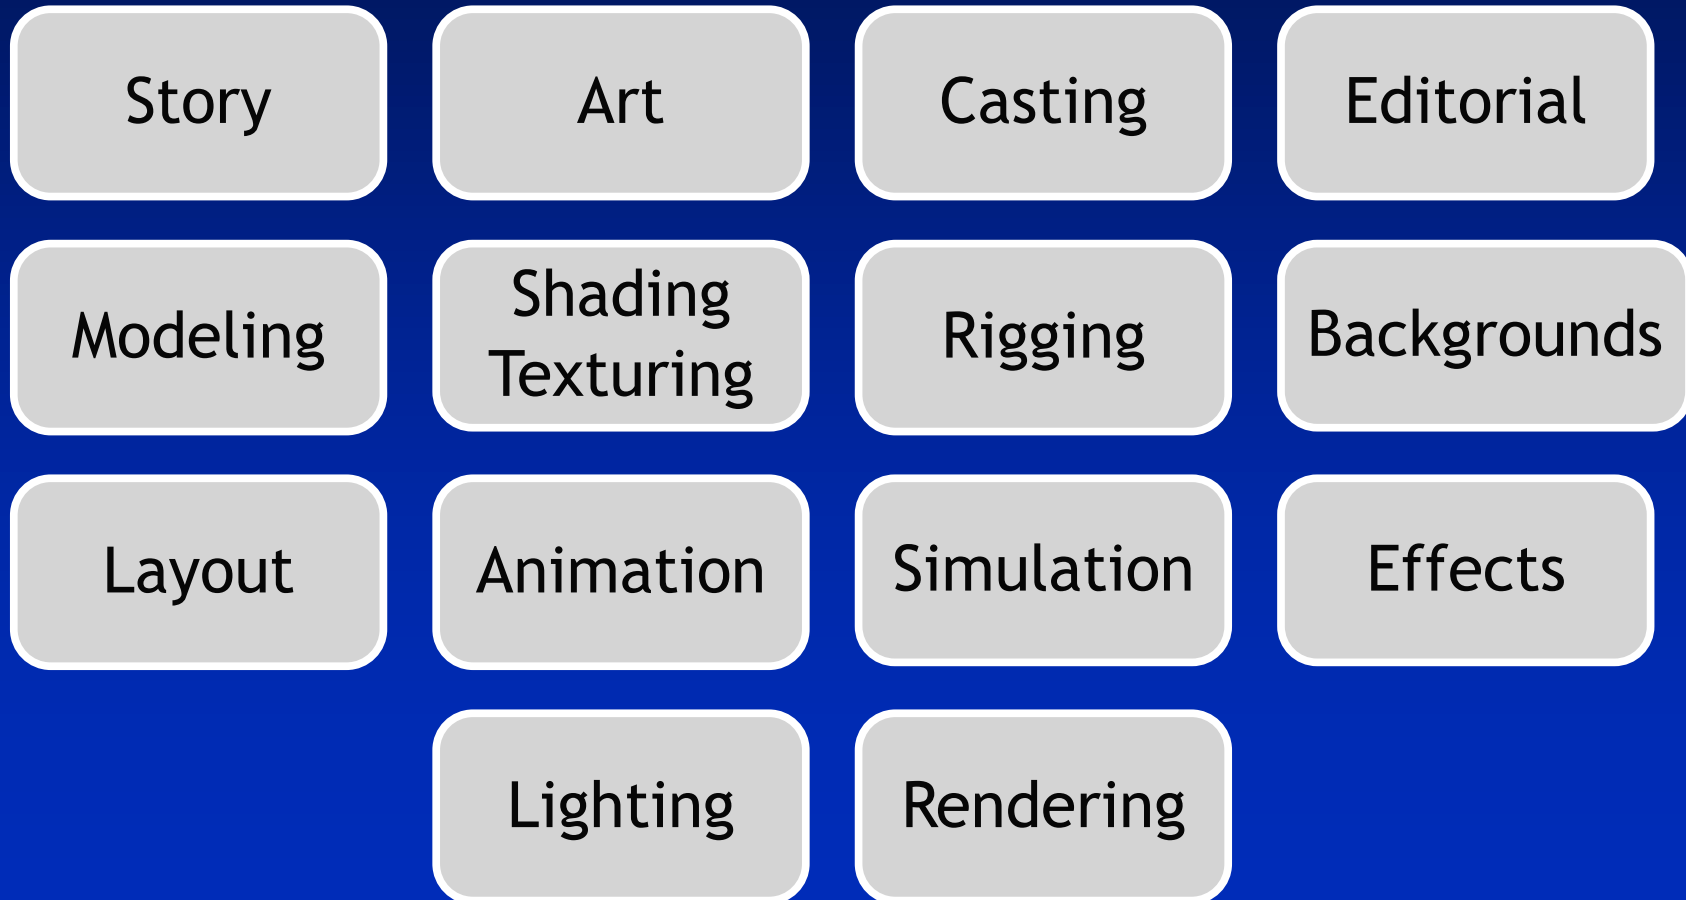 Story
Art
Casting
Editorial
Modeling
Shading
Texturing
Rigging
Backgrounds
Layout
Animation
Simulation
Effects
Lighting
Rendering